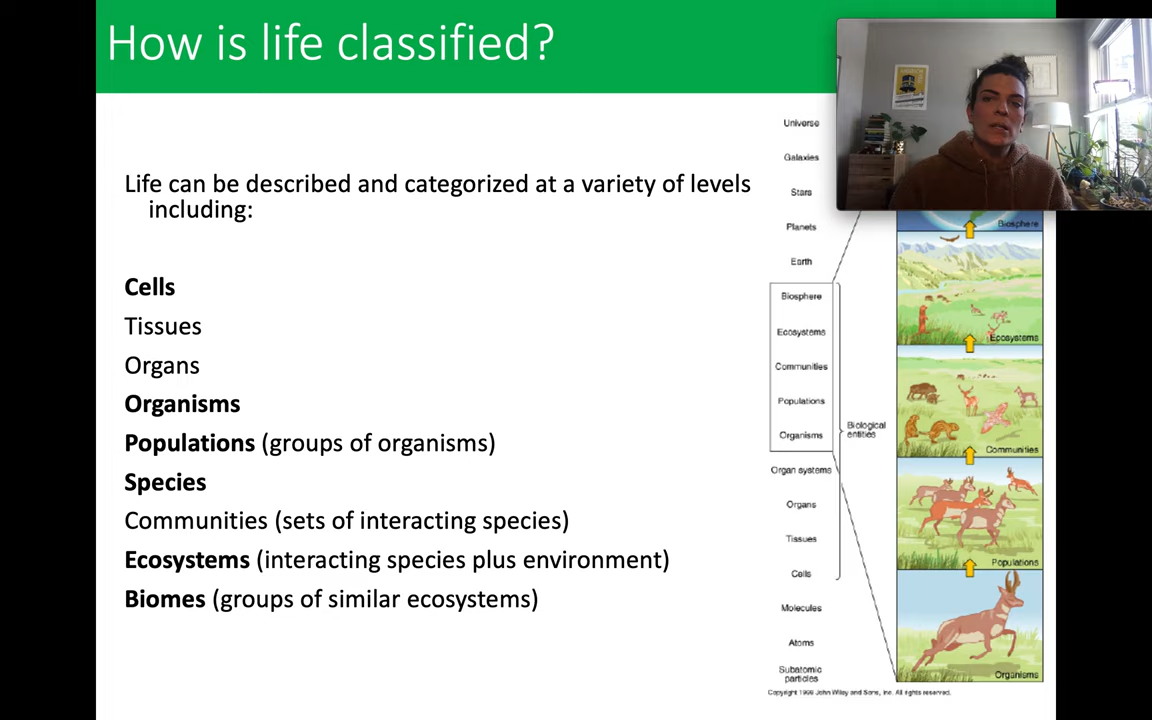 How is life classified?
Life can be described and categorized at a variety of levels
including:
Cells
Tissues
Organs
Organisms
Populations (groups of organisms)
Species
Communities (sets of interacting species)
Ecosystems (interacting species plus environment)
Biomes (groups of similar ecosystems)
Universe
Galaxies
Stars
Planets
Earth
Biosphere
Ecosystems
Communities
Populations
Organisms
Biological
entities
Organ systems
Organs
Tissues
Cells
Molecules
Atoms
Subatomic
particles
Biosphere
Ecosystems
Communities
Populations
Organisms
Copyright 1998 John Wiley and Sons, Inc. All rights reserved.